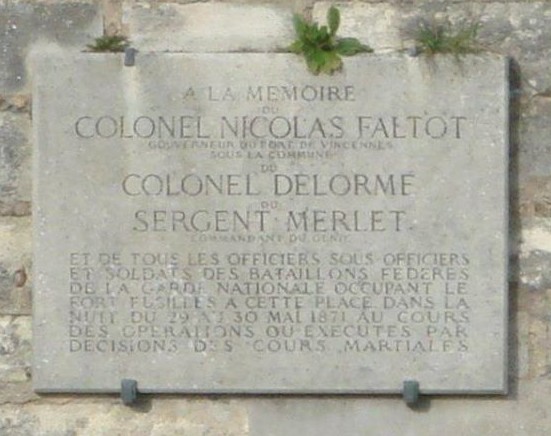 A LA MEMOIRE
DU
COLONEL NICOLAS FALTOT
GOUVERNEUR DU FORT DE VINCENNES
SOUS LA COMMUNE
DU
COLONEL DELORME
DU
SERGENT MERLET
COMMANDANT DU GENIE
ET DE TOUS LES OFFICIERS SOUS OFFICIERS
ET SOLDATS DES BATAILLONS FEDERES
DE LA GARDE NATIONALE OCCUPANT LE
FORT FUSILLES A CETTE PLACE DANS LA
NUIT DU 29 AU 30 MAI 1871 AU COURS
DES OPERATIONS OU EXECUTES PAR
DECISIONS DES COURS MARTIALES